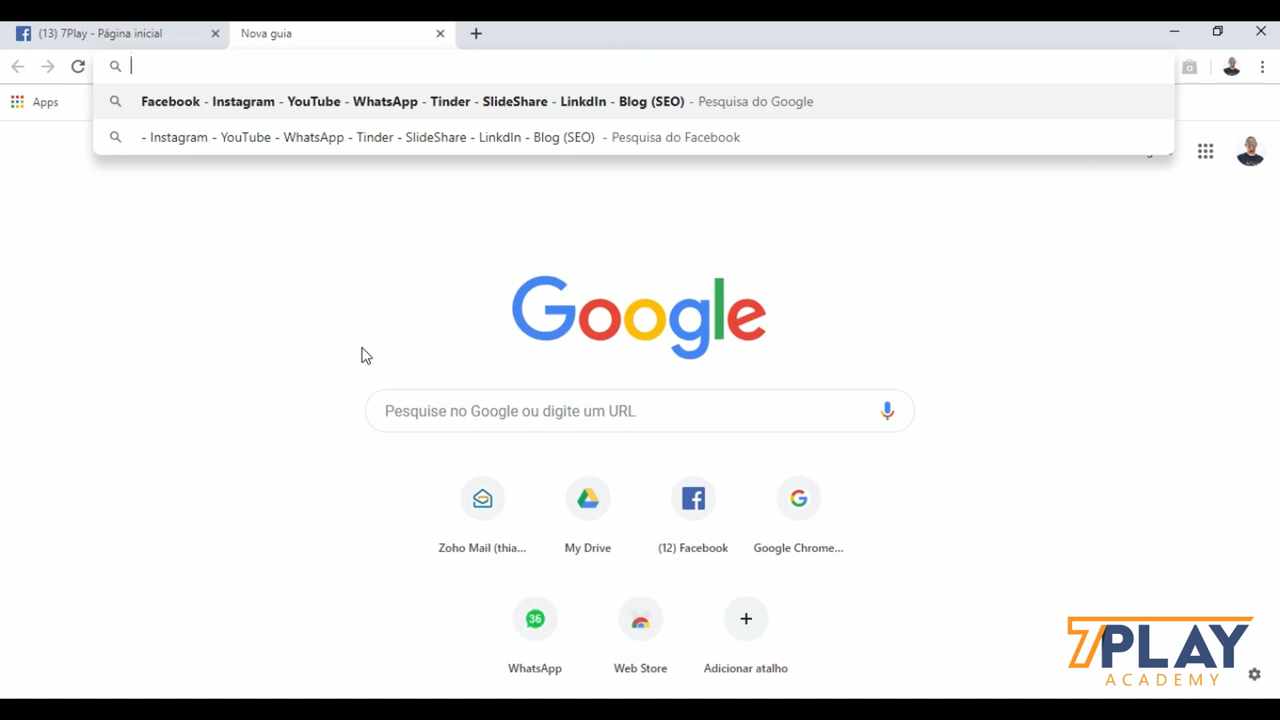 (13) 7Play - Página inicial
Nova guia
Facebook - Instagram - YouTube - WhatsApp - Tinder - SlideShare - LinkdIn - Blog (SEO) - Pesquisa do Google
Apps
- Instagram - YouTube - WhatsApp - Tinder - SlideShare - LinkdIn - Blog (SEO) - Pesquisa do Facebook
Google
Pesquise no Google ou digite um URL
Zoho Mail (thia...
My Drive
(12) Facebook
Google Chrome...
36
WhatsApp
Web Store
Adicionar atalho
7PLAY
ACADEMY